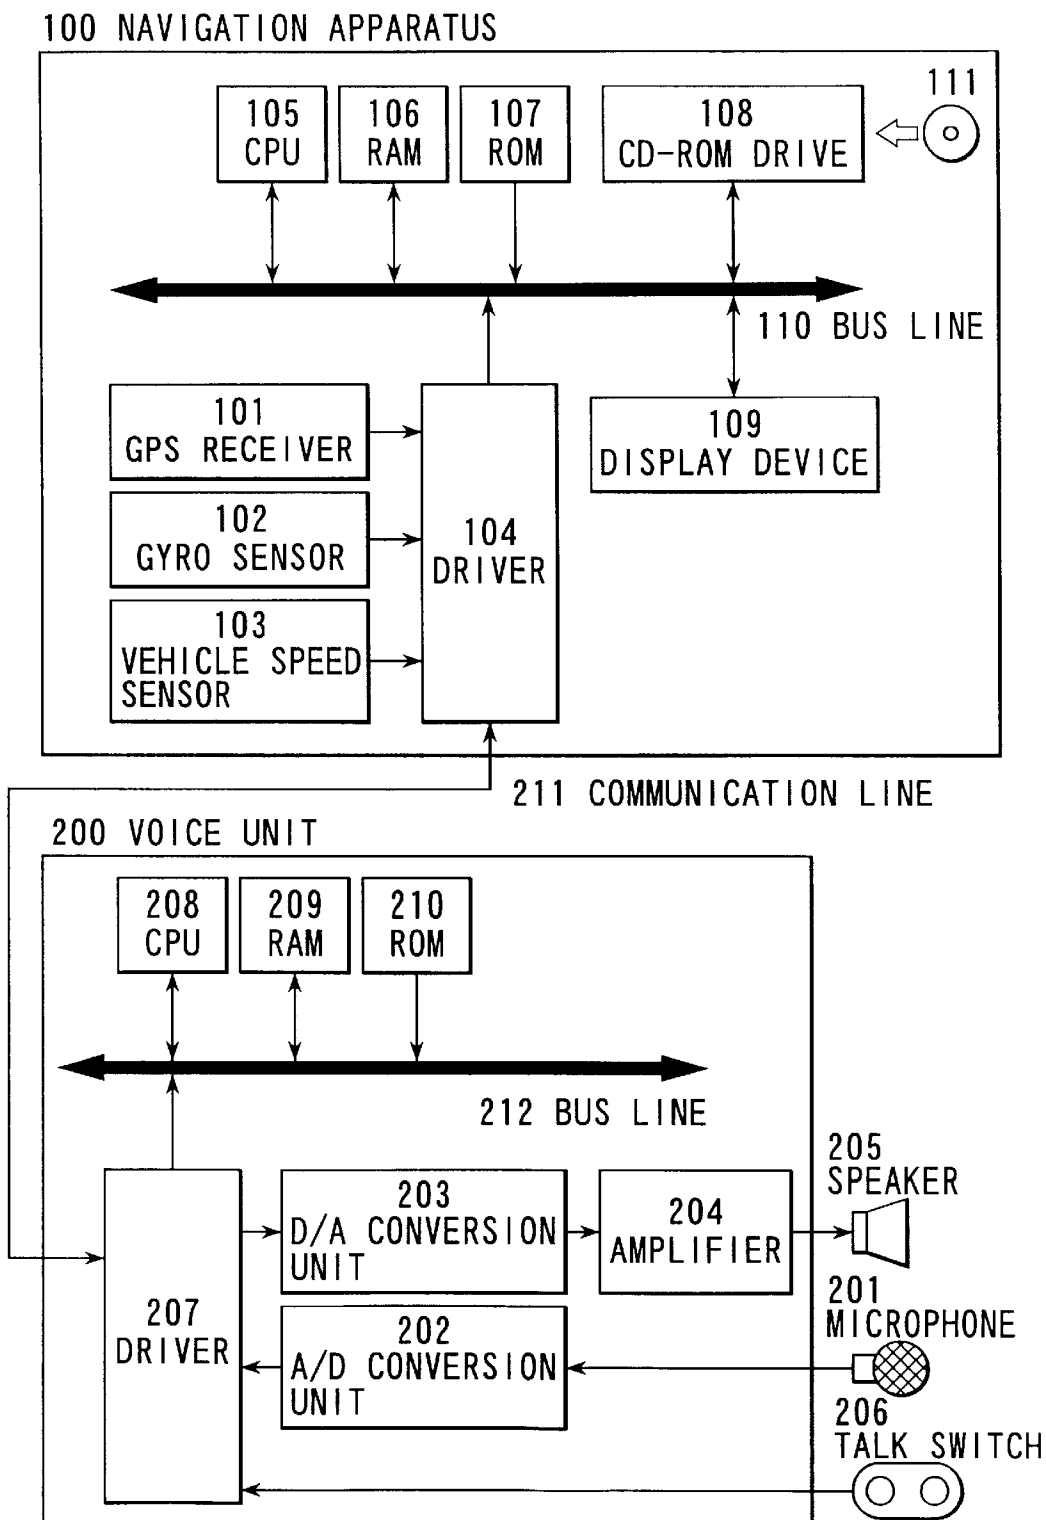 100 NAVIGATION APPARATUS
111
105
CPU
106
RAM
107
ROM
108
CD-ROM DRIVE
110 BUS LINE
101
GPS RECEIVER
102
GYRO SENSOR
103
VEHICLE SPEED
SENSOR
104
DRIVER
109
DISPLAY DEVICE
211 COMMUNICATION LINE
200 VOICE UNIT
208
CPU
209
RAM
210
ROM
212 BUS LINE
207
DRIVER
203
D/A CONVERSION
UNIT
204
AMPLIFIER
205
SPEAKER
202
A/D CONVERSION
UNIT
201
MICROPHONE
206
TALK SWITCH